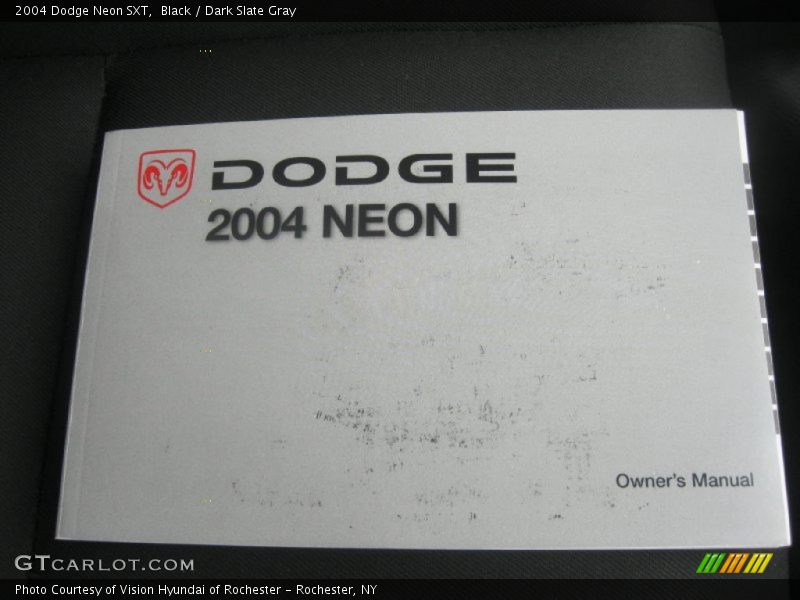 2004 Dodge Neon SXT,  Black / Dark Slate Gray
DODGE
2004 NEON
Owner's Manual
GTCARLOT.COM
Photo Courtesy of Vision Hyundai of Rochester - Rochester, NY